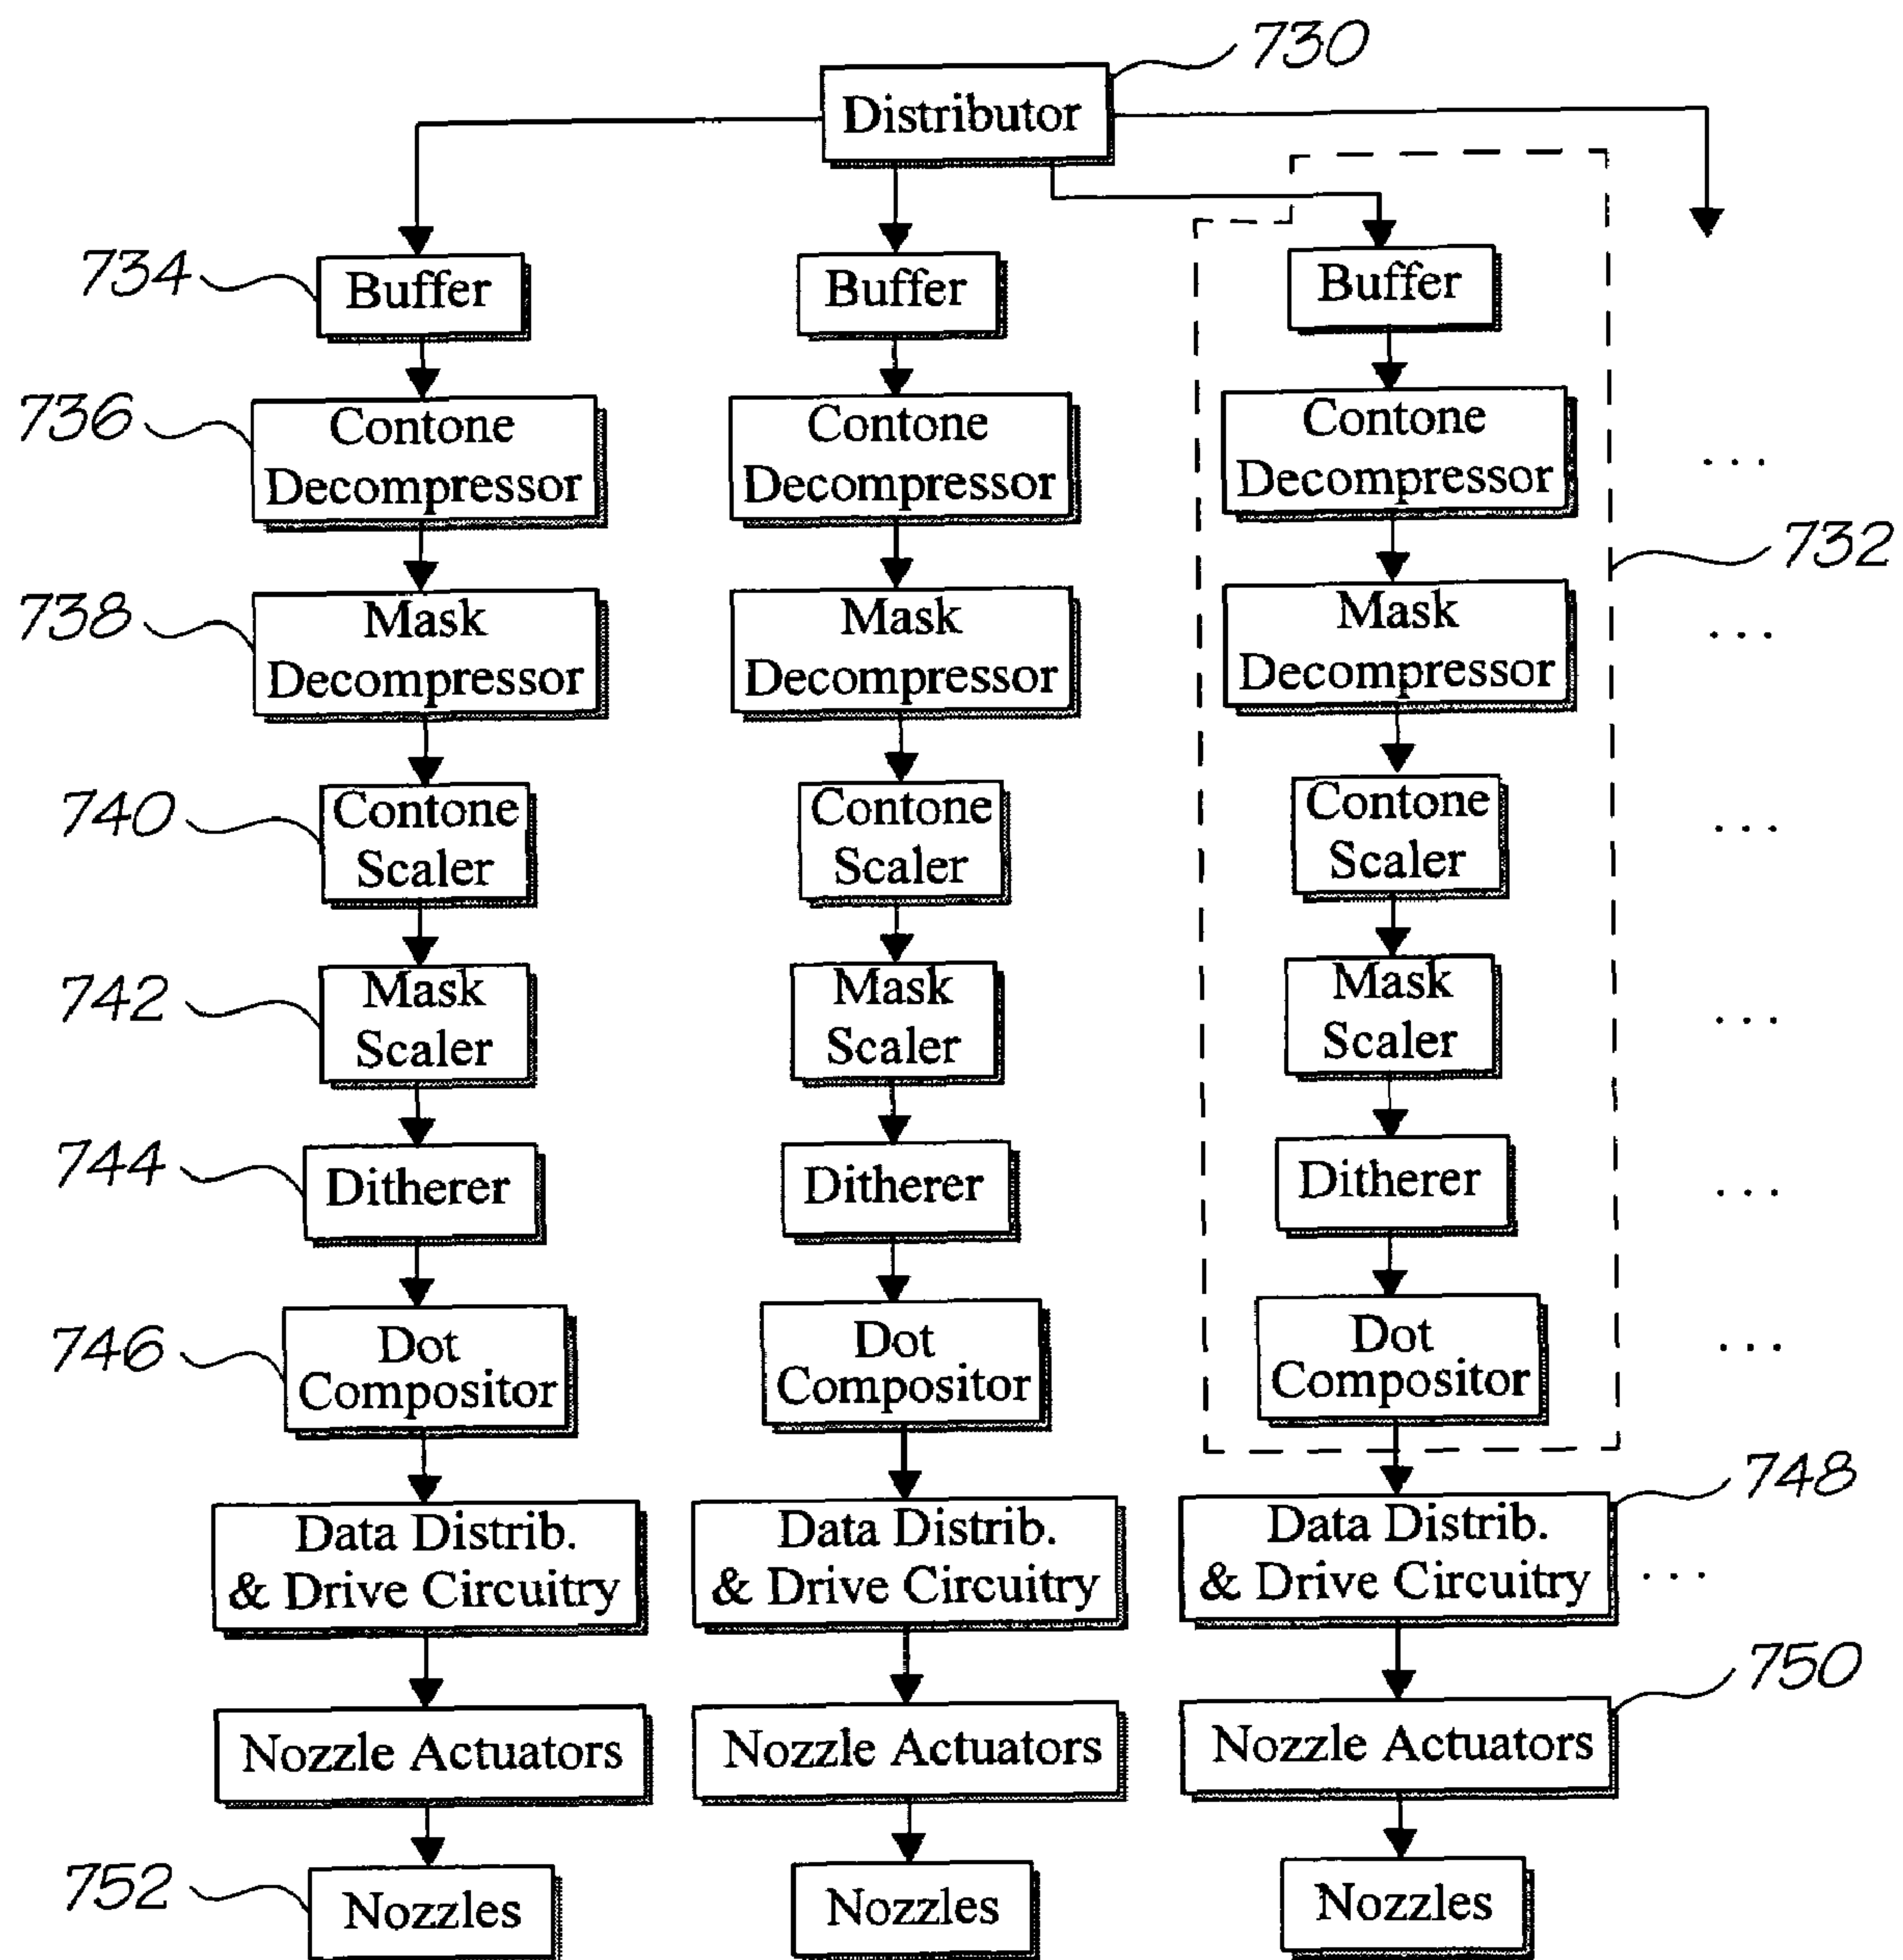 730
Distributor
734
Buffer
Buffer
Buffer
736
Contone
Decompressor
Contone
Decompressor
Contone
Decompressor
...
732
738
Mask
Decompressor
Mask
Decompressor
Mask
Decompressor
...
740
Contone
Scaler
Contone
Scaler
Contone
Scaler
...
742
Mask
Scaler
Mask
Scaler
Mask
Scaler
...
744
Ditherer
Ditherer
Ditherer
...
746
Dot
Compositor
Dot
Compositor
Dot
Compositor
...
748
Data Distrib.
& Drive Circuitry
Data Distrib.
& Drive Circuitry
Data Distrib.
& Drive Circuitry
...
750
Nozzle Actuators
Nozzle Actuators
Nozzle Actuators
752
Nozzles
Nozzles
Nozzles